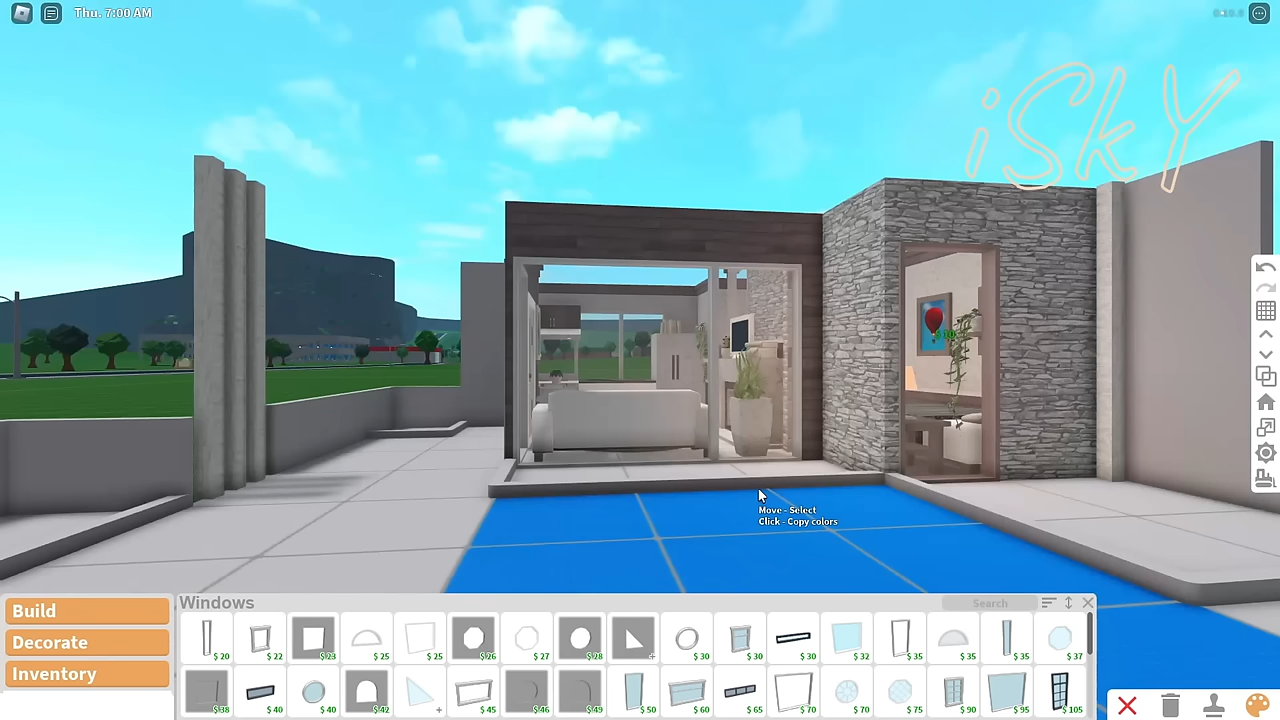 Thu. 7:00 AM
iSkY
Move - Select
Click - Copy colors
Build
Decorate
Inventory
Windows
Search
$20 $22 $23 $25 $25 $26 $27 $28 $30 $30 $30 $32 $35 $35 $35 $37
$38 $40 $40 $42 $45 $46 $49 $50 $60 $65 $70 $70 $75 $90 $95 $105